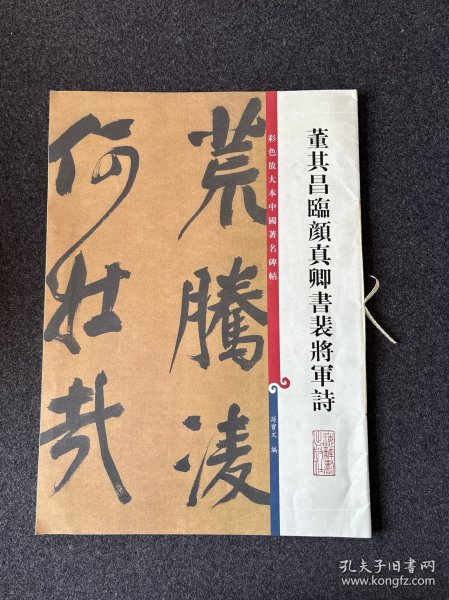 董其昌臨顏真卿書裴將軍詩
彩色放大本中國著名碑帖
孫寶文 編
荒騰凌
何壯哉
孔夫子旧书网
www.kongfz.com